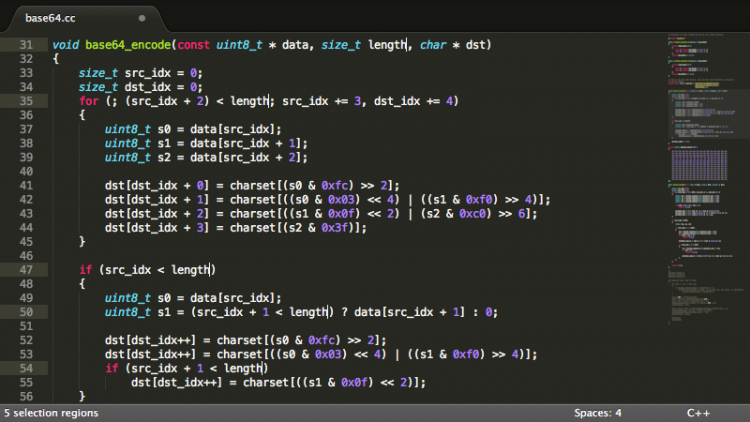 base64.cc
31 void base64_encode(const uint8_t * data, size_t length, char * dst)
32 {
33     size_t src_idx = 0;
34     size_t dst_idx = 0;
35     for (; (src_idx + 2) < length; src_idx += 3, dst_idx += 4)
36     {
37         uint8_t s0 = data[src_idx];
38         uint8_t s1 = data[src_idx + 1];
39         uint8_t s2 = data[src_idx + 2];
40
41         dst[dst_idx + 0] = charset[(s0 & 0xfc) >> 2];
42         dst[dst_idx + 1] = charset[((s0 & 0x03) << 4) | ((s1 & 0xf0) >> 4)];
43         dst[dst_idx + 2] = charset[((s1 & 0x0f) << 2) | (s2 & 0xc0) >> 6];
44         dst[dst_idx + 3] = charset[(s2 & 0x3f)];
45     }
46
47     if (src_idx < length)
48     {
49         uint8_t s0 = data[src_idx];
50         uint8_t s1 = (src_idx + 1 < length) ? data[src_idx + 1] : 0;
51
52         dst[dst_idx++] = charset[(s0 & 0xfc) >> 2];
53         dst[dst_idx++] = charset[((s0 & 0x03) << 4) | ((s1 & 0xf0) >> 4)];
54         if (src_idx + 1 < length)
55             dst[dst_idx++] = charset[((s1 & 0x0f) << 2)];
56     }
5 selection regions Spaces: 4 C++